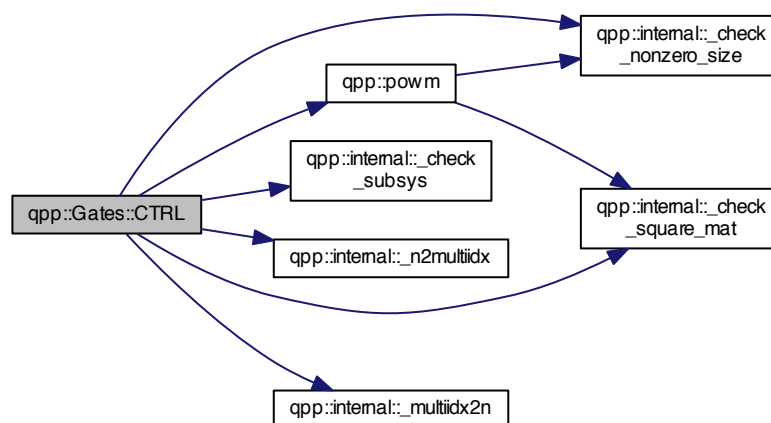 qpp::internal::_check
_nonzero_size
qpp::powm
qpp::internal::_check
_subsys
qpp::Gates::CTRL
qpp::internal::_check
_square_mat
qpp::internal::_n2multiidx
qpp::internal::_multiidx2n